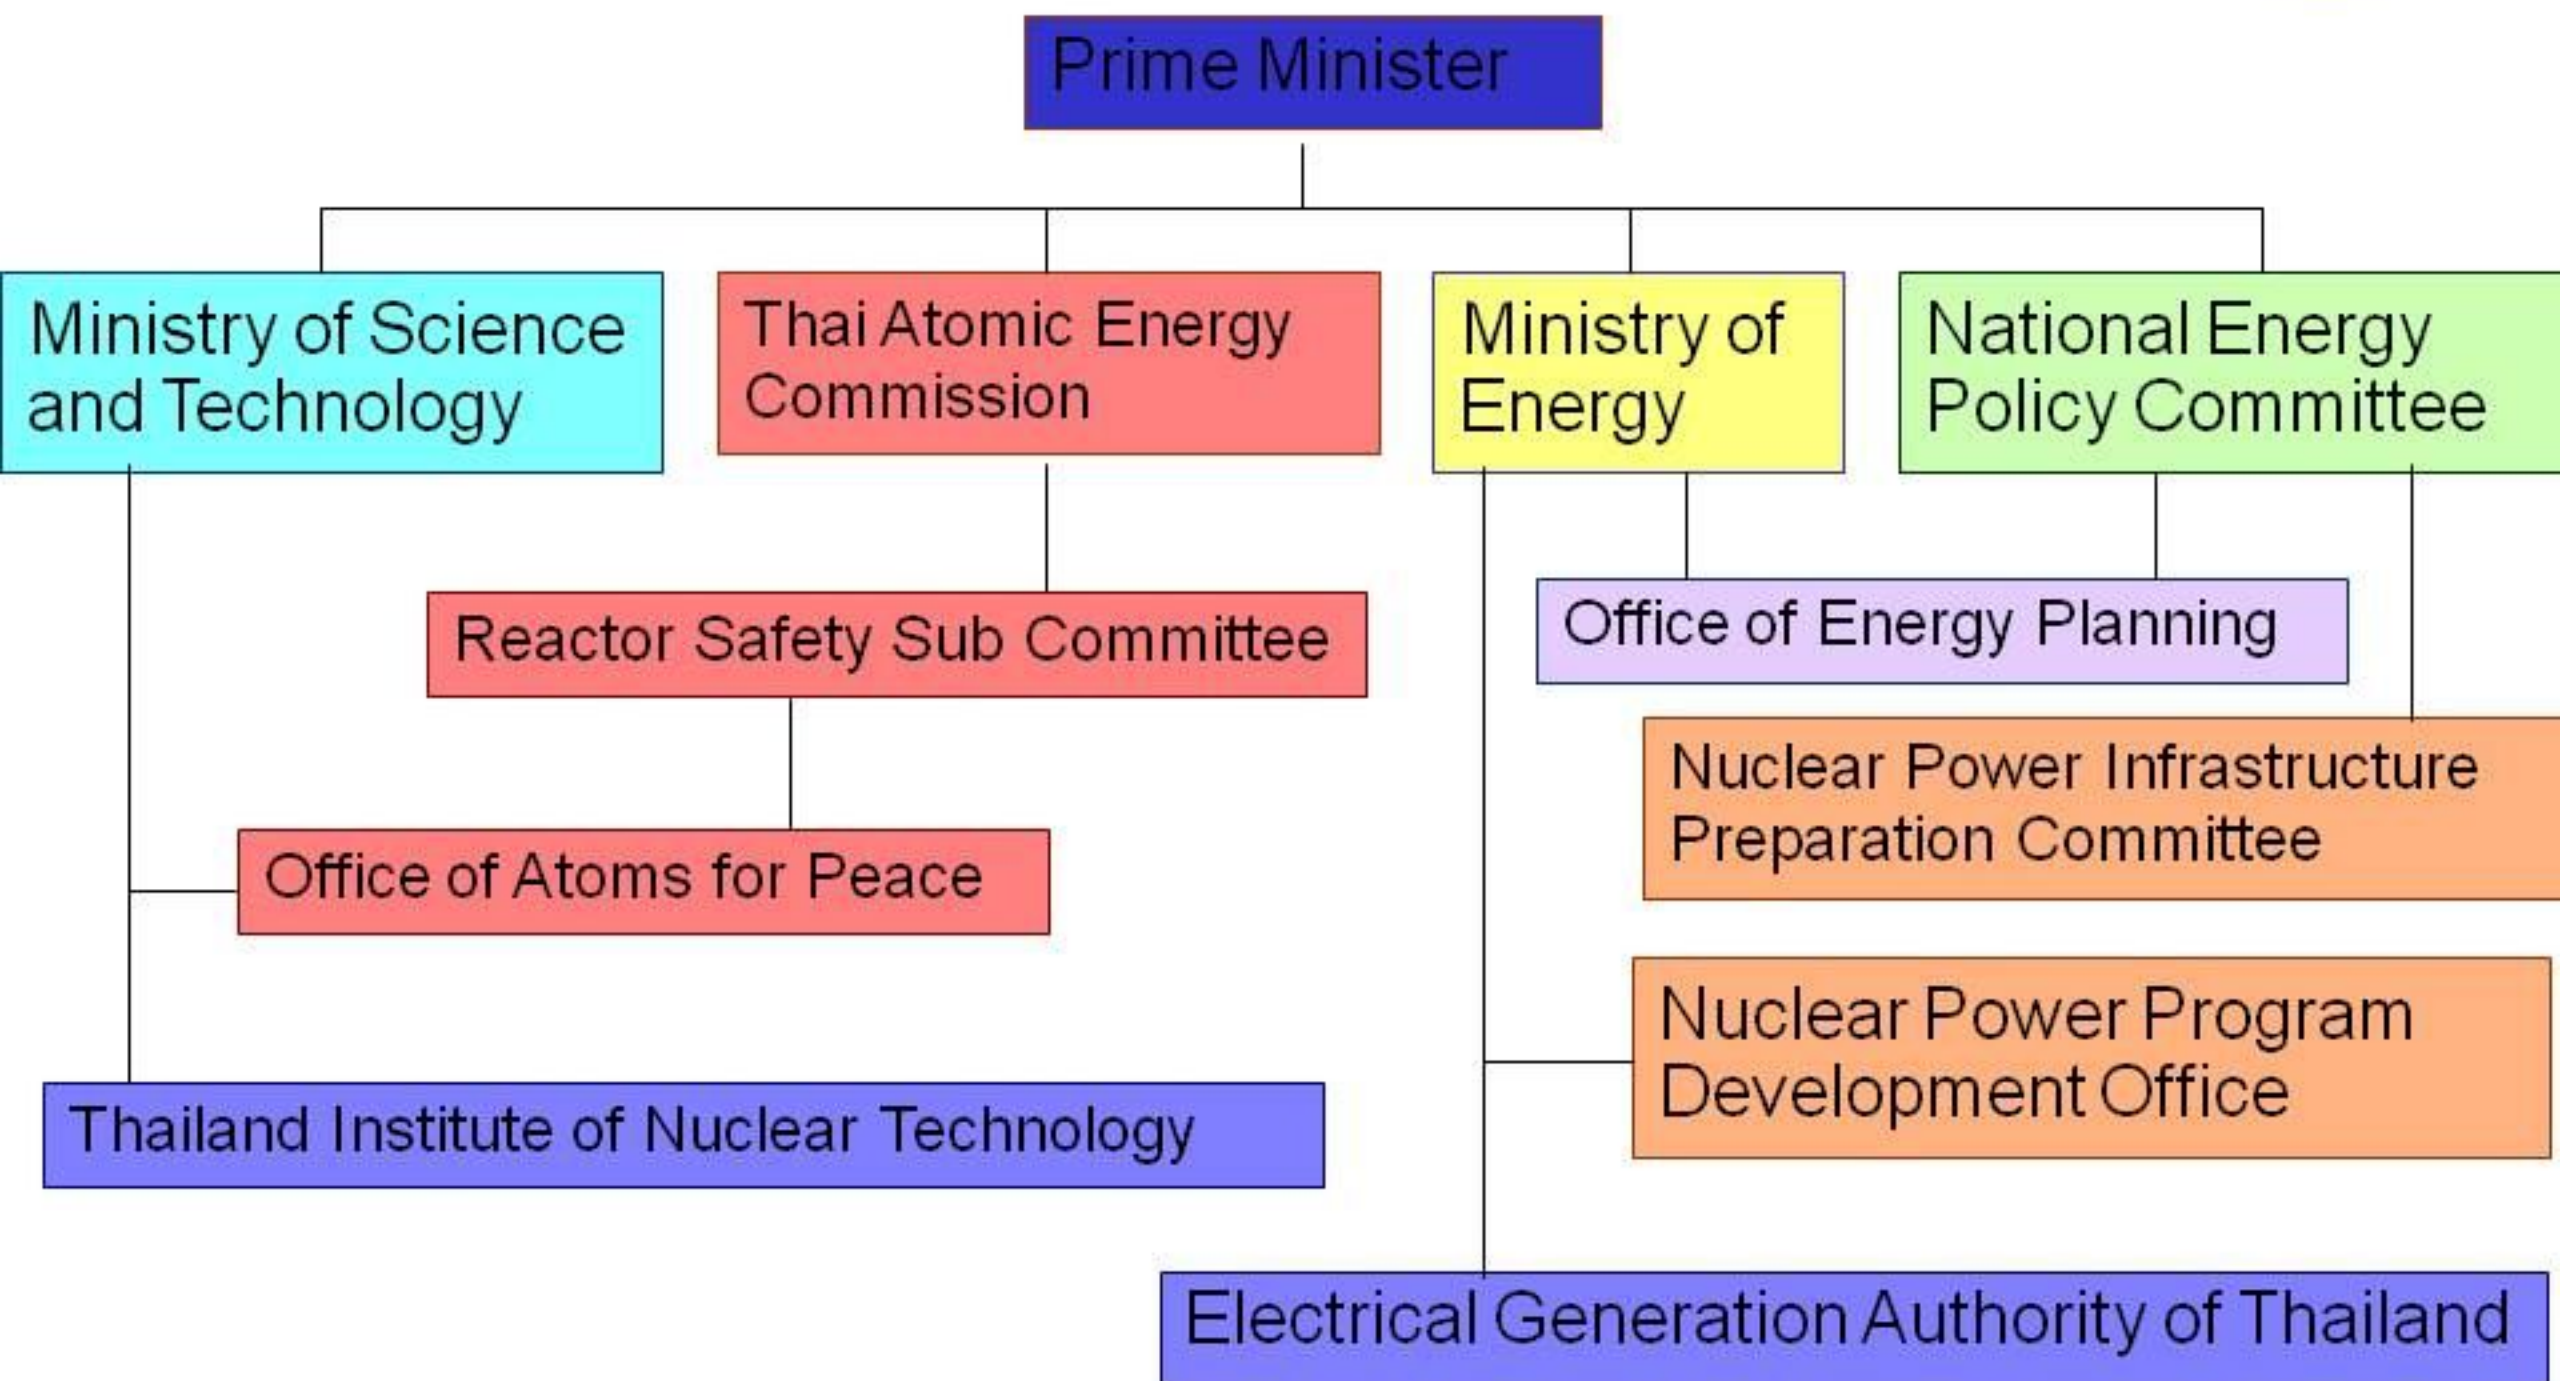 Prime Minister
Ministry of Science
and Technology
Thai Atomic Energy
Commission
Ministry of
Energy
National Energy
Policy Committee
Reactor Safety Sub Committee
Office of Energy Planning
Nuclear Power Infrastructure
Preparation Committee
Office of Atoms for Peace
Nuclear Power Program
Development Office
Thailand Institute of Nuclear Technology
Electrical Generation Authority of Thailand